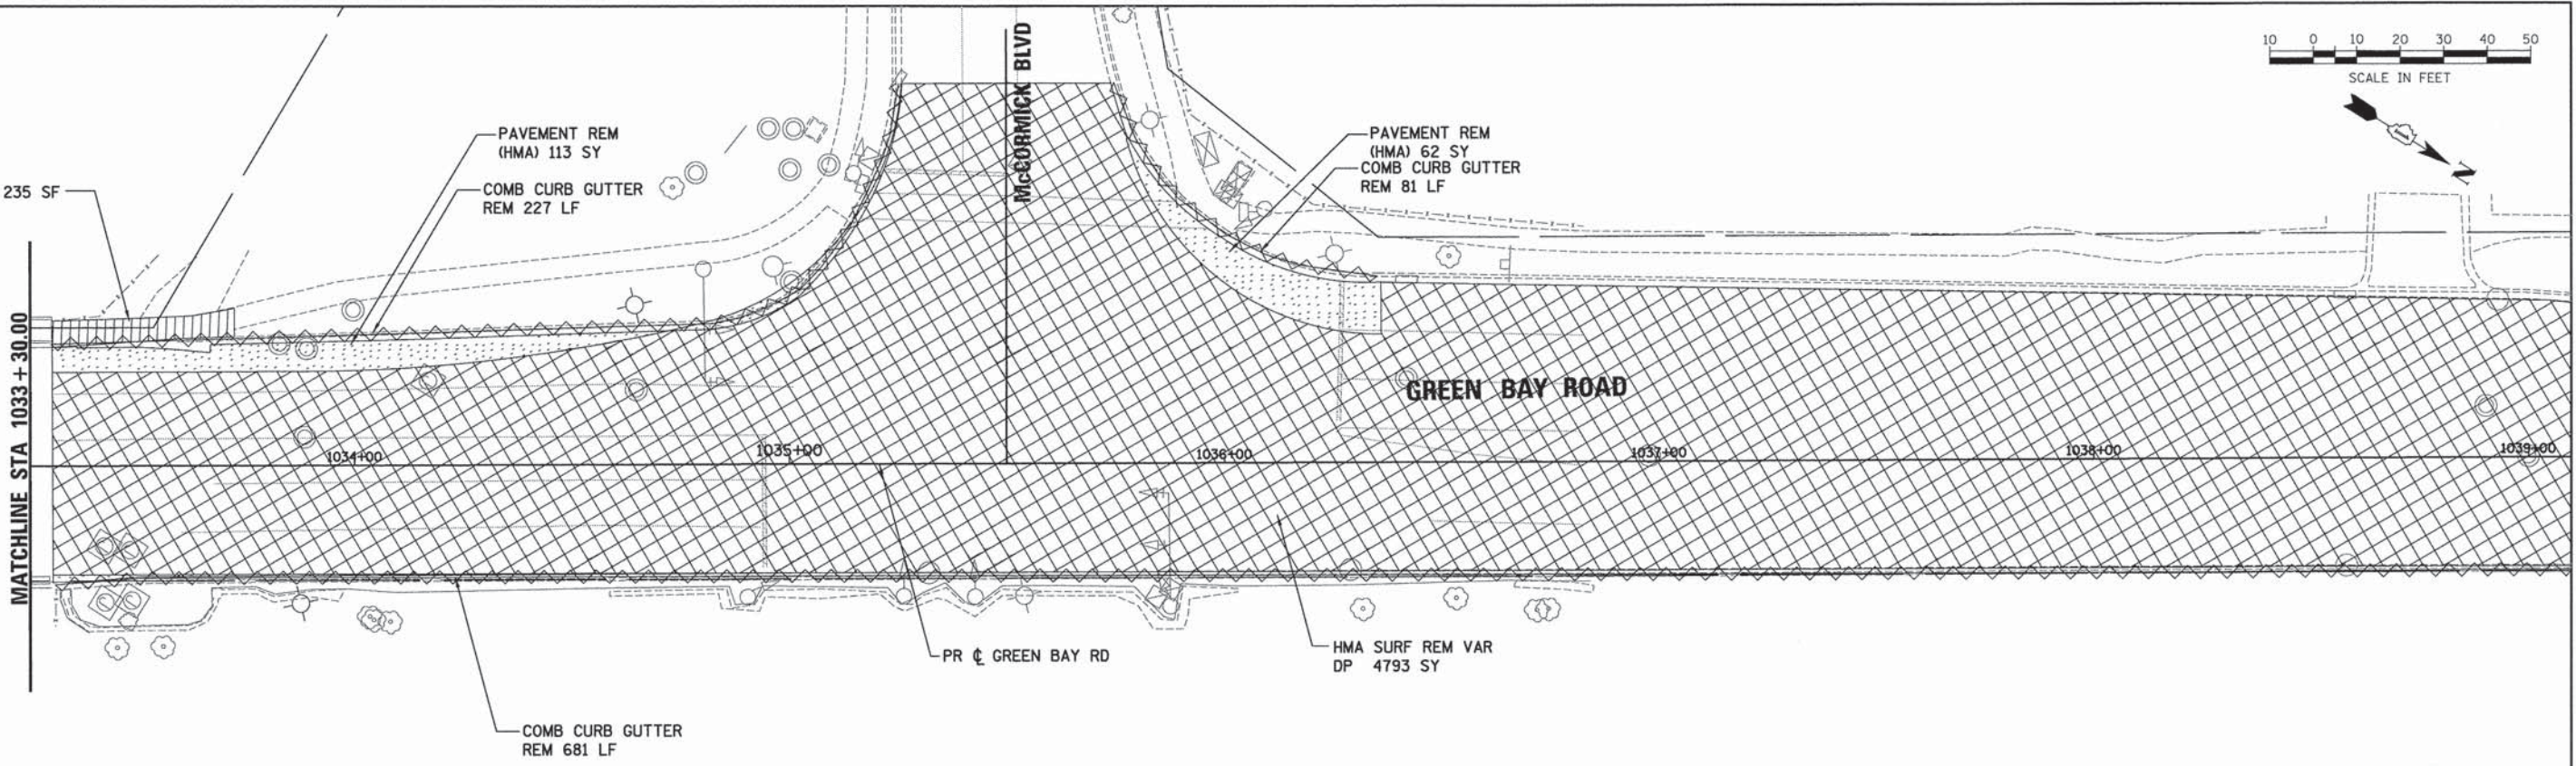 McCORMICK BLVD
10 0 10 20 30 40 50
SCALE IN FEET
N
PAVEMENT REM
(HMA) 113 SY
COMB CURB GUTTER
REM 227 LF
235 SF
PAVEMENT REM
(HMA) 62 SY
COMB CURB GUTTER
REM 81 LF
MATCHLINE STA 1033+30.00
GREEN BAY ROAD
1034+00
1035+00
1036+00
1037+00
1038+00
1039+00
PR ℄ GREEN BAY RD
HMA SURF REM VAR
DP 4793 SY
COMB CURB GUTTER
REM 681 LF